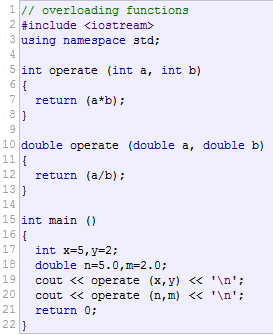 1 // overloading functions
2 #include <iostream>
3 using namespace std;
4
5 int operate (int a, int b)
6 {
7   return (a*b);
8 }
9
10 double operate (double a, double b)
11 {
12   return (a/b);
13 }
14
15 int main ()
16 {
17   int x=5,y=2;
18   double n=5.0,m=2.0;
19   cout << operate (x,y) << '\n';
20   cout << operate (n,m) << '\n';
21   return 0;
22 }